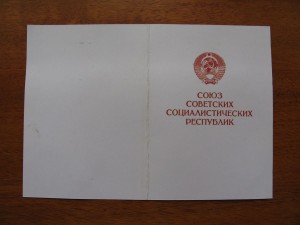 СОЮЗ
СОВЕТСКИХ
СОЦИАЛИСТИЧЕСКИХ
РЕСПУБЛИК